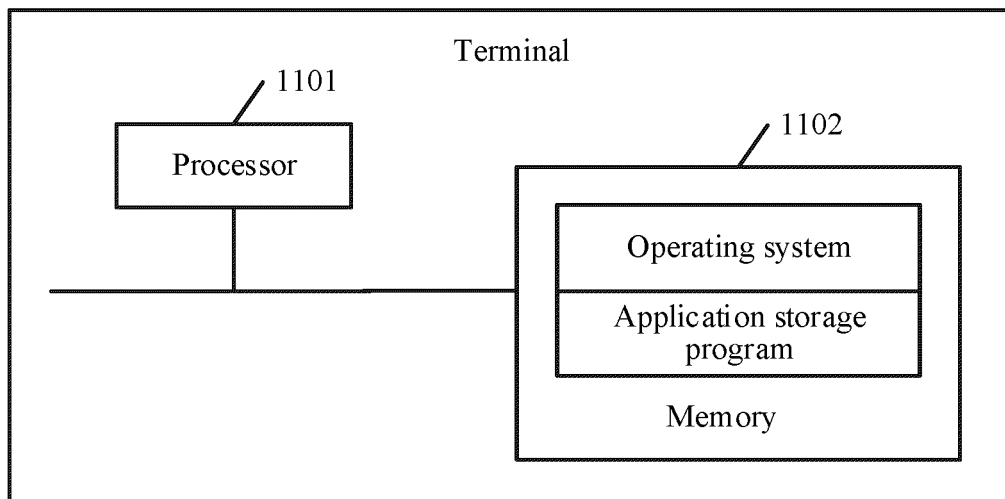 Terminal
1101
Processor
1102
Operating system
Application storage
program
Memory